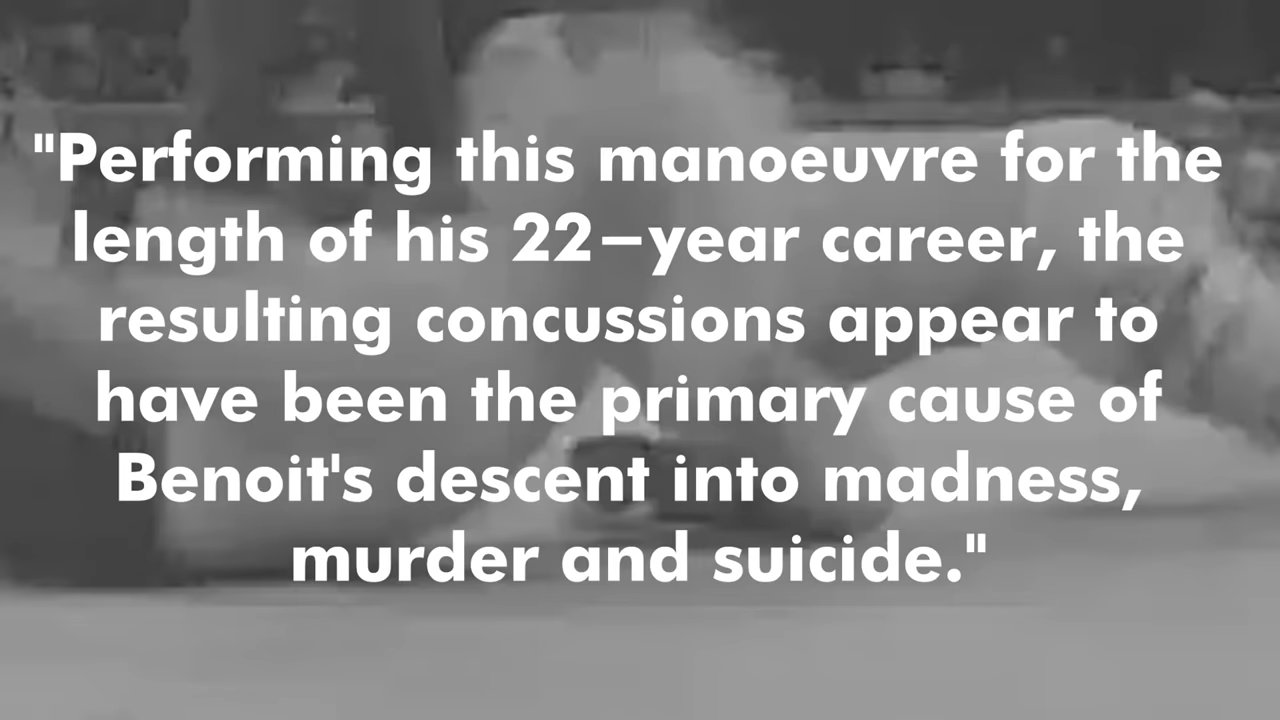 "Performing this manoeuvre for the
length of his 22–year career, the
resulting concussions appear to
have been the primary cause of
Benoit's descent into madness,
murder and suicide."